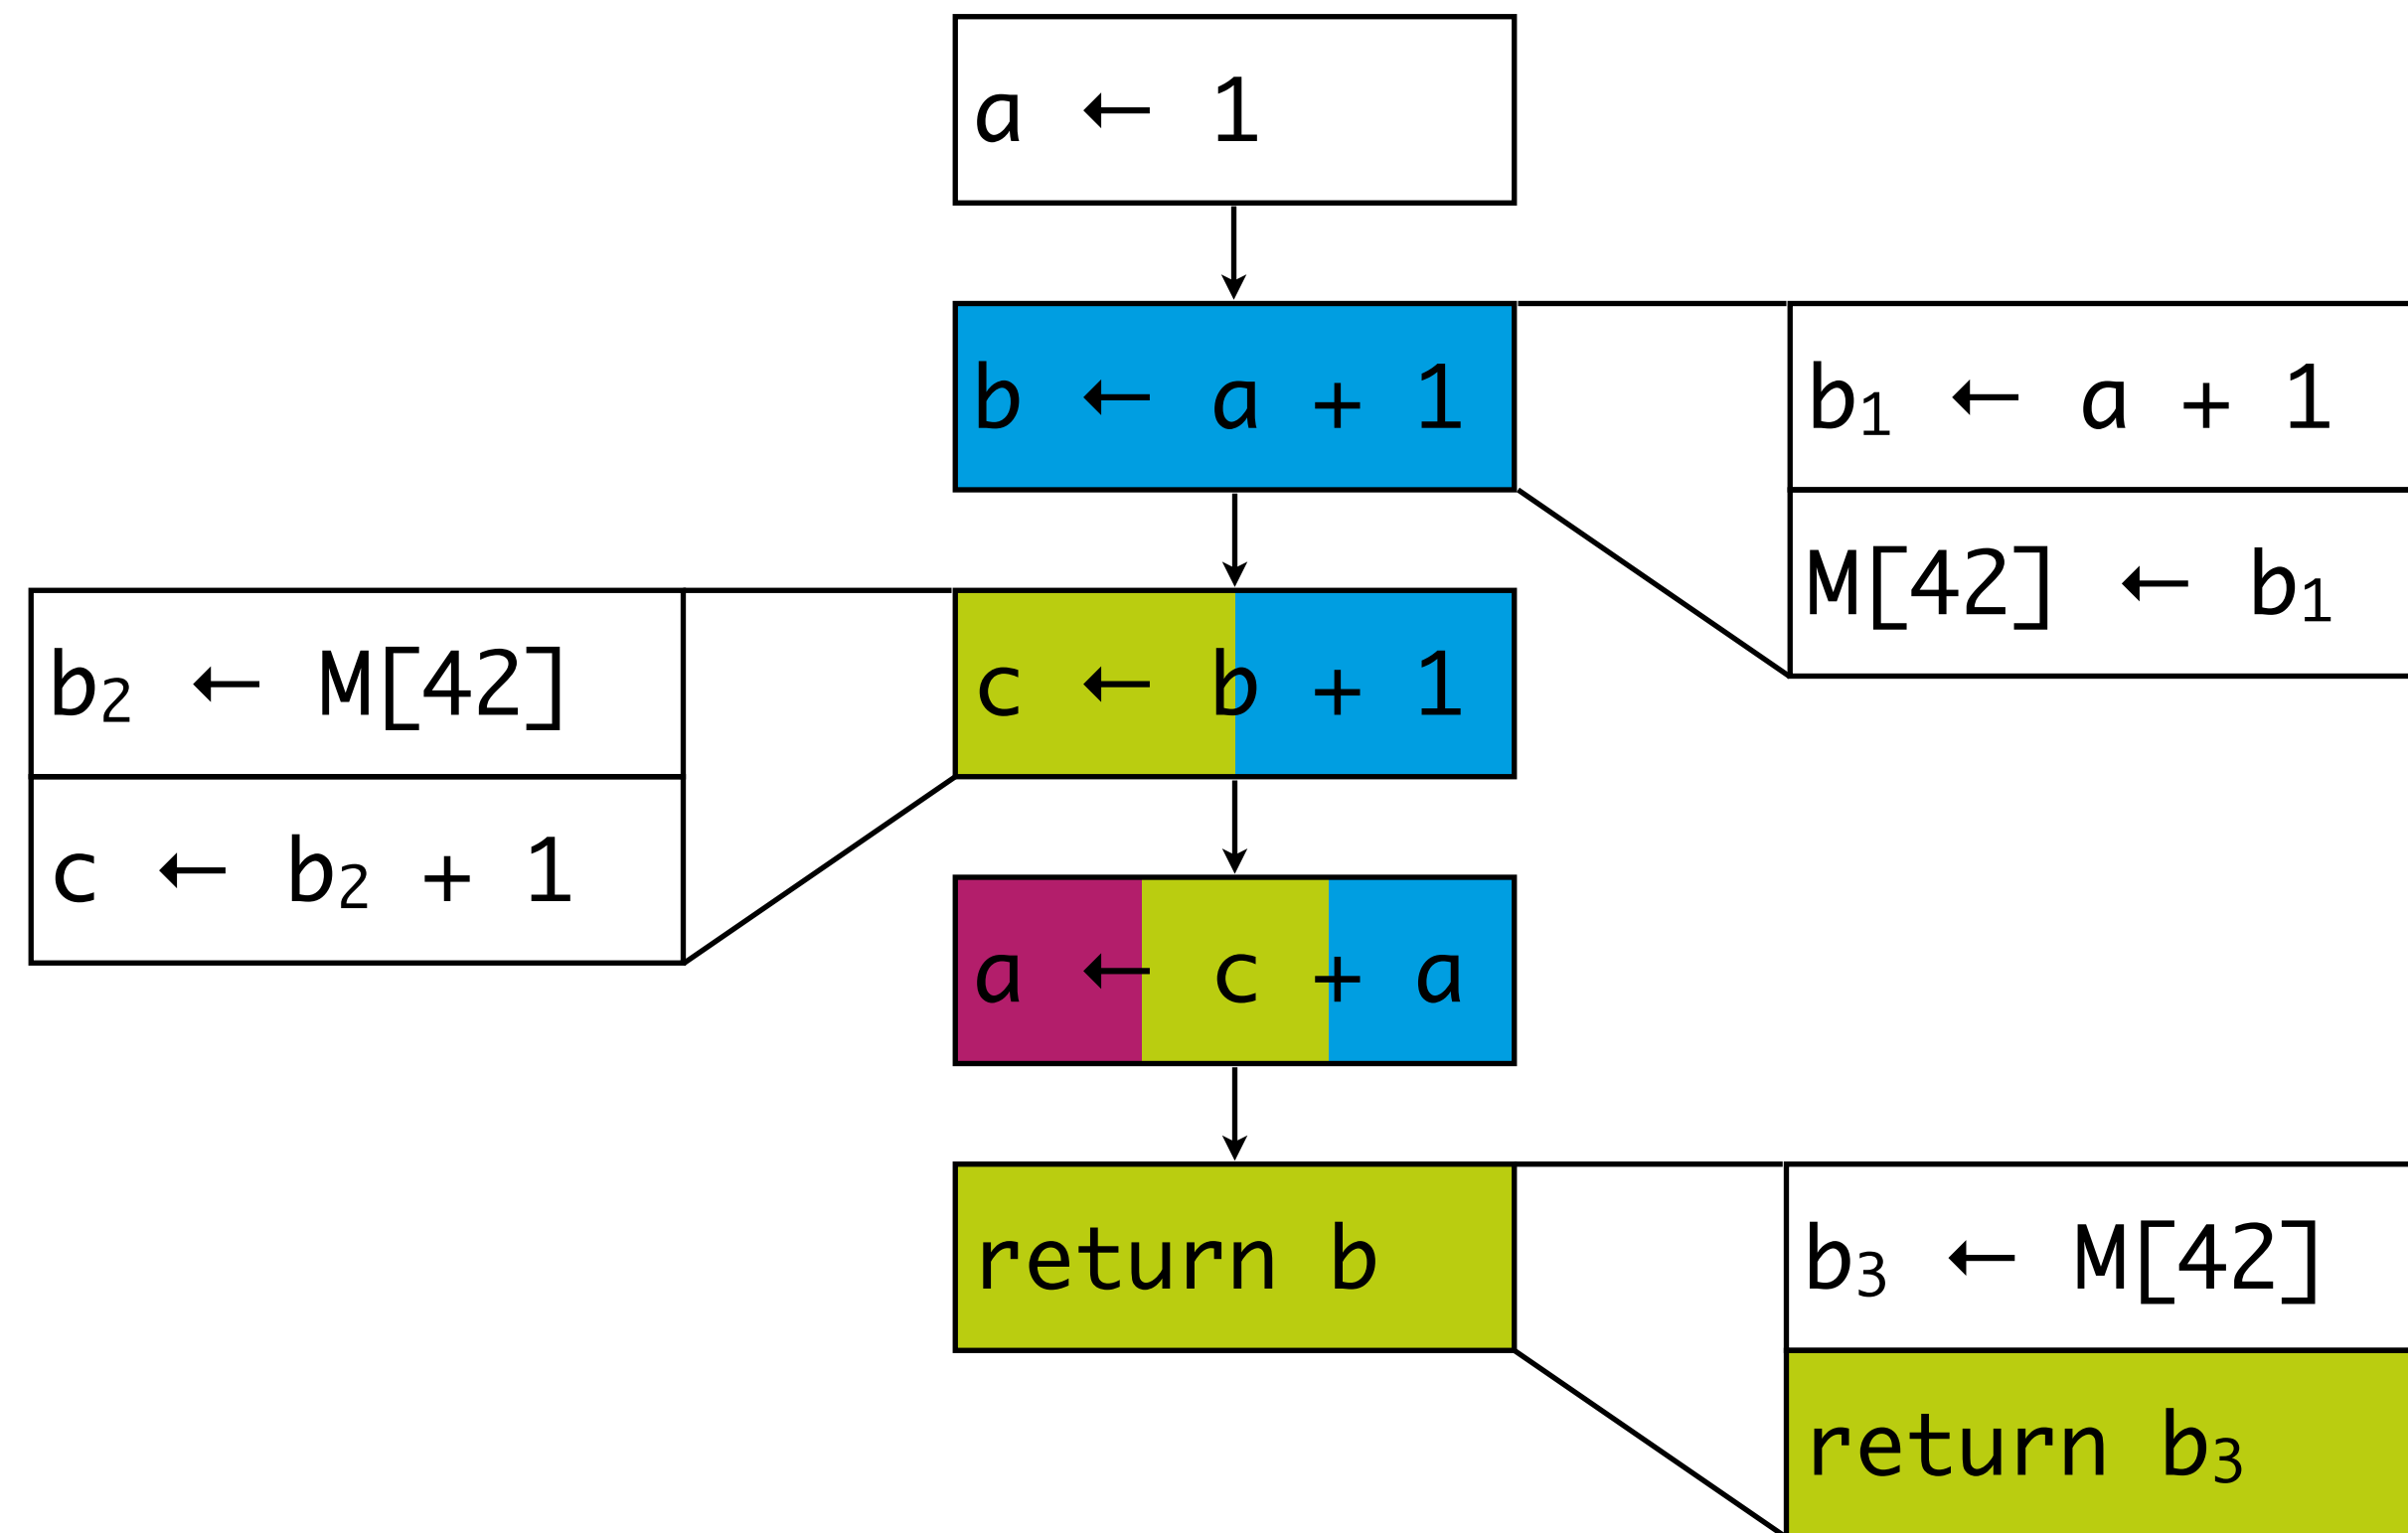 a ← 1
b ← a + 1
b₁ ← a + 1
M[42] ← b₁
c ← b + 1
b₂ ← M[42]
c ← b₂ + 1
a ← c + a
return b
b₃ ← M[42]
return b₃